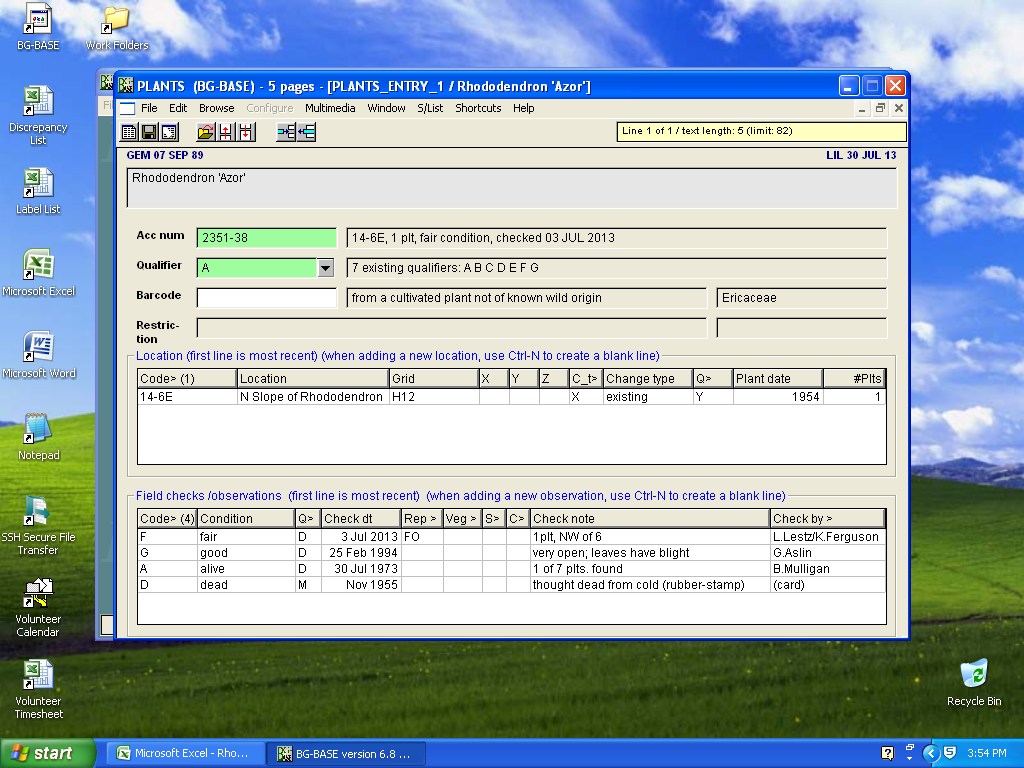 BG-BASE
Work Folders
Discrepancy
List
Label List
Microsoft Excel
Microsoft Word
Notepad
SSH Secure File
Transfer
Volunteer
Calendar
Volunteer
Timesheet
Recycle Bin
PLANTS (BG-BASE) - 5 pages - [PLANTS_ENTRY_1 / Rhododendron 'Azor']
File Edit Browse Configure Multimedia Window S/List Shortcuts Help
Line 1 of 1 / text length: 5 (limit: 82)
GEM 07 SEP 89 LIL 30 JUL 13
Rhododendron 'Azor'
Acc num 2351-38 14-6E, 1 plt, fair condition, checked 03 JUL 2013
Qualifier A 7 existing qualifiers: A B C D E F G
Barcode from a cultivated plant not of known wild origin Ericaceae
Restric-
tion
Location (first line is most recent) (when adding a new location, use Ctrl-N to create a blank line)
Code> (1) Location Grid X Y Z C_t> Change type Q> Plant date #Plts
14-6E N Slope of Rhododendron H12 X existing Y 1954 1
Field checks /observations (first line is most recent) (when adding a new observation, use Ctrl-N to create a blank line)
Code> (4) Condition Q> Check dt Rep > Veg > S> C> Check note Check by >
F fair D 3 Jul 2013 FO 1plt, NW of 6 L.Lestz/K.Ferguson
G good D 25 Feb 1994 very open; leaves have blight G.Aslin
A alive D 30 Jul 1973 1 of 7 plts. found B.Mulligan
D dead M Nov 1955 thought dead from cold (rubber-stamp) (card)
start Microsoft Excel - Rho... BG-BASE version 6.8 ... 3:54 PM